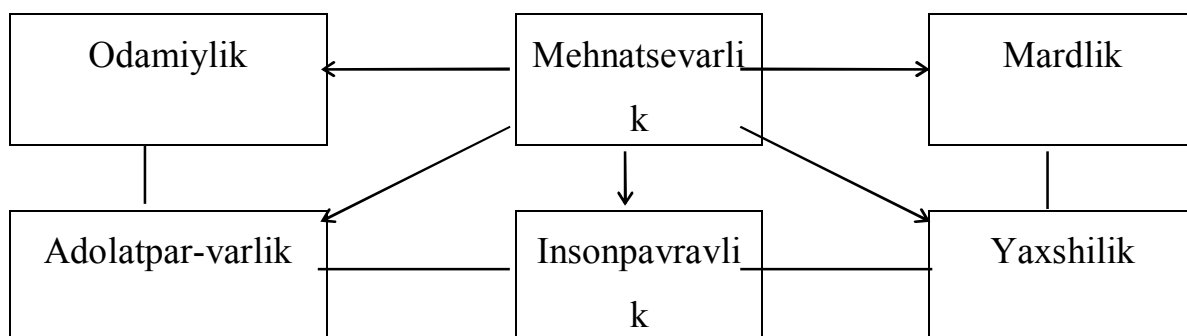 Odamiylik
Mehnatsevarli
k
Mardlik
Adolatpar-varlik
Insonpavravli
k
Yaxshilik